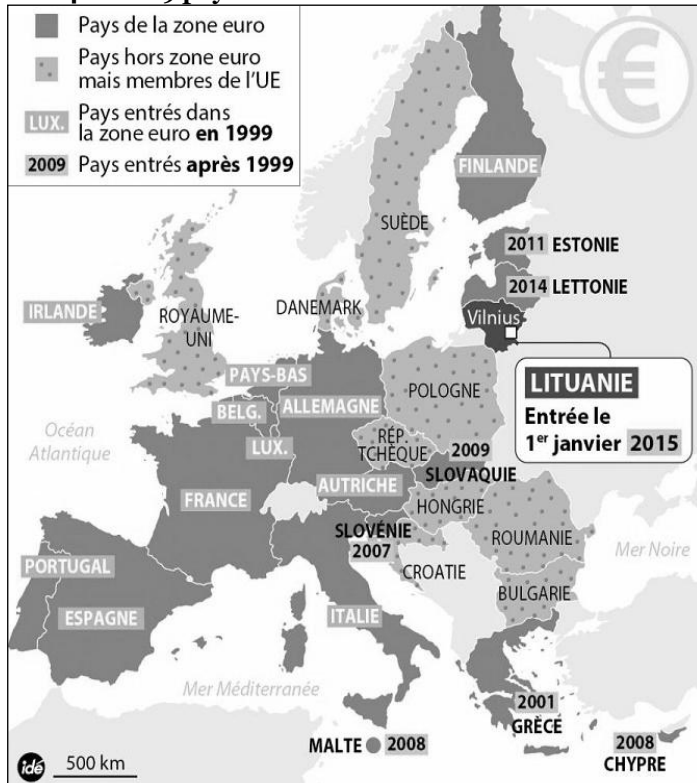 Pays de la zone euro
Pays hors zone euro
mais membres de l'UE
LUX. Pays entrés dans
la zone euro en 1999
2009 Pays entrés après 1999
€
FINLANDE
SUÈDE
2011 ESTONIE
2014 LETTONIE
IRLANDE
ROYAUME-
UNI
DANEMARK
Vilnius
PAYS-BAS
POLOGNE
LITUANIE
Entrée le
1er janvier 2015
BELG.
ALLEMAGNE
Océan
Atlantique
LUX.
RÉP.
TCHÈQUE
2009
SLOVAQUIE
AUTRICHE
FRANCE
HONGRIE
SLOVÉNIE
2007
ROUMANIE
Mer Noire
CROATIE
PORTUGAL
BULGARIE
ESPAGNE
ITALIE
Mer Méditerranée
2001
GRÈCE
MALTE 2008
2008
CHYPRE
idé 500 km